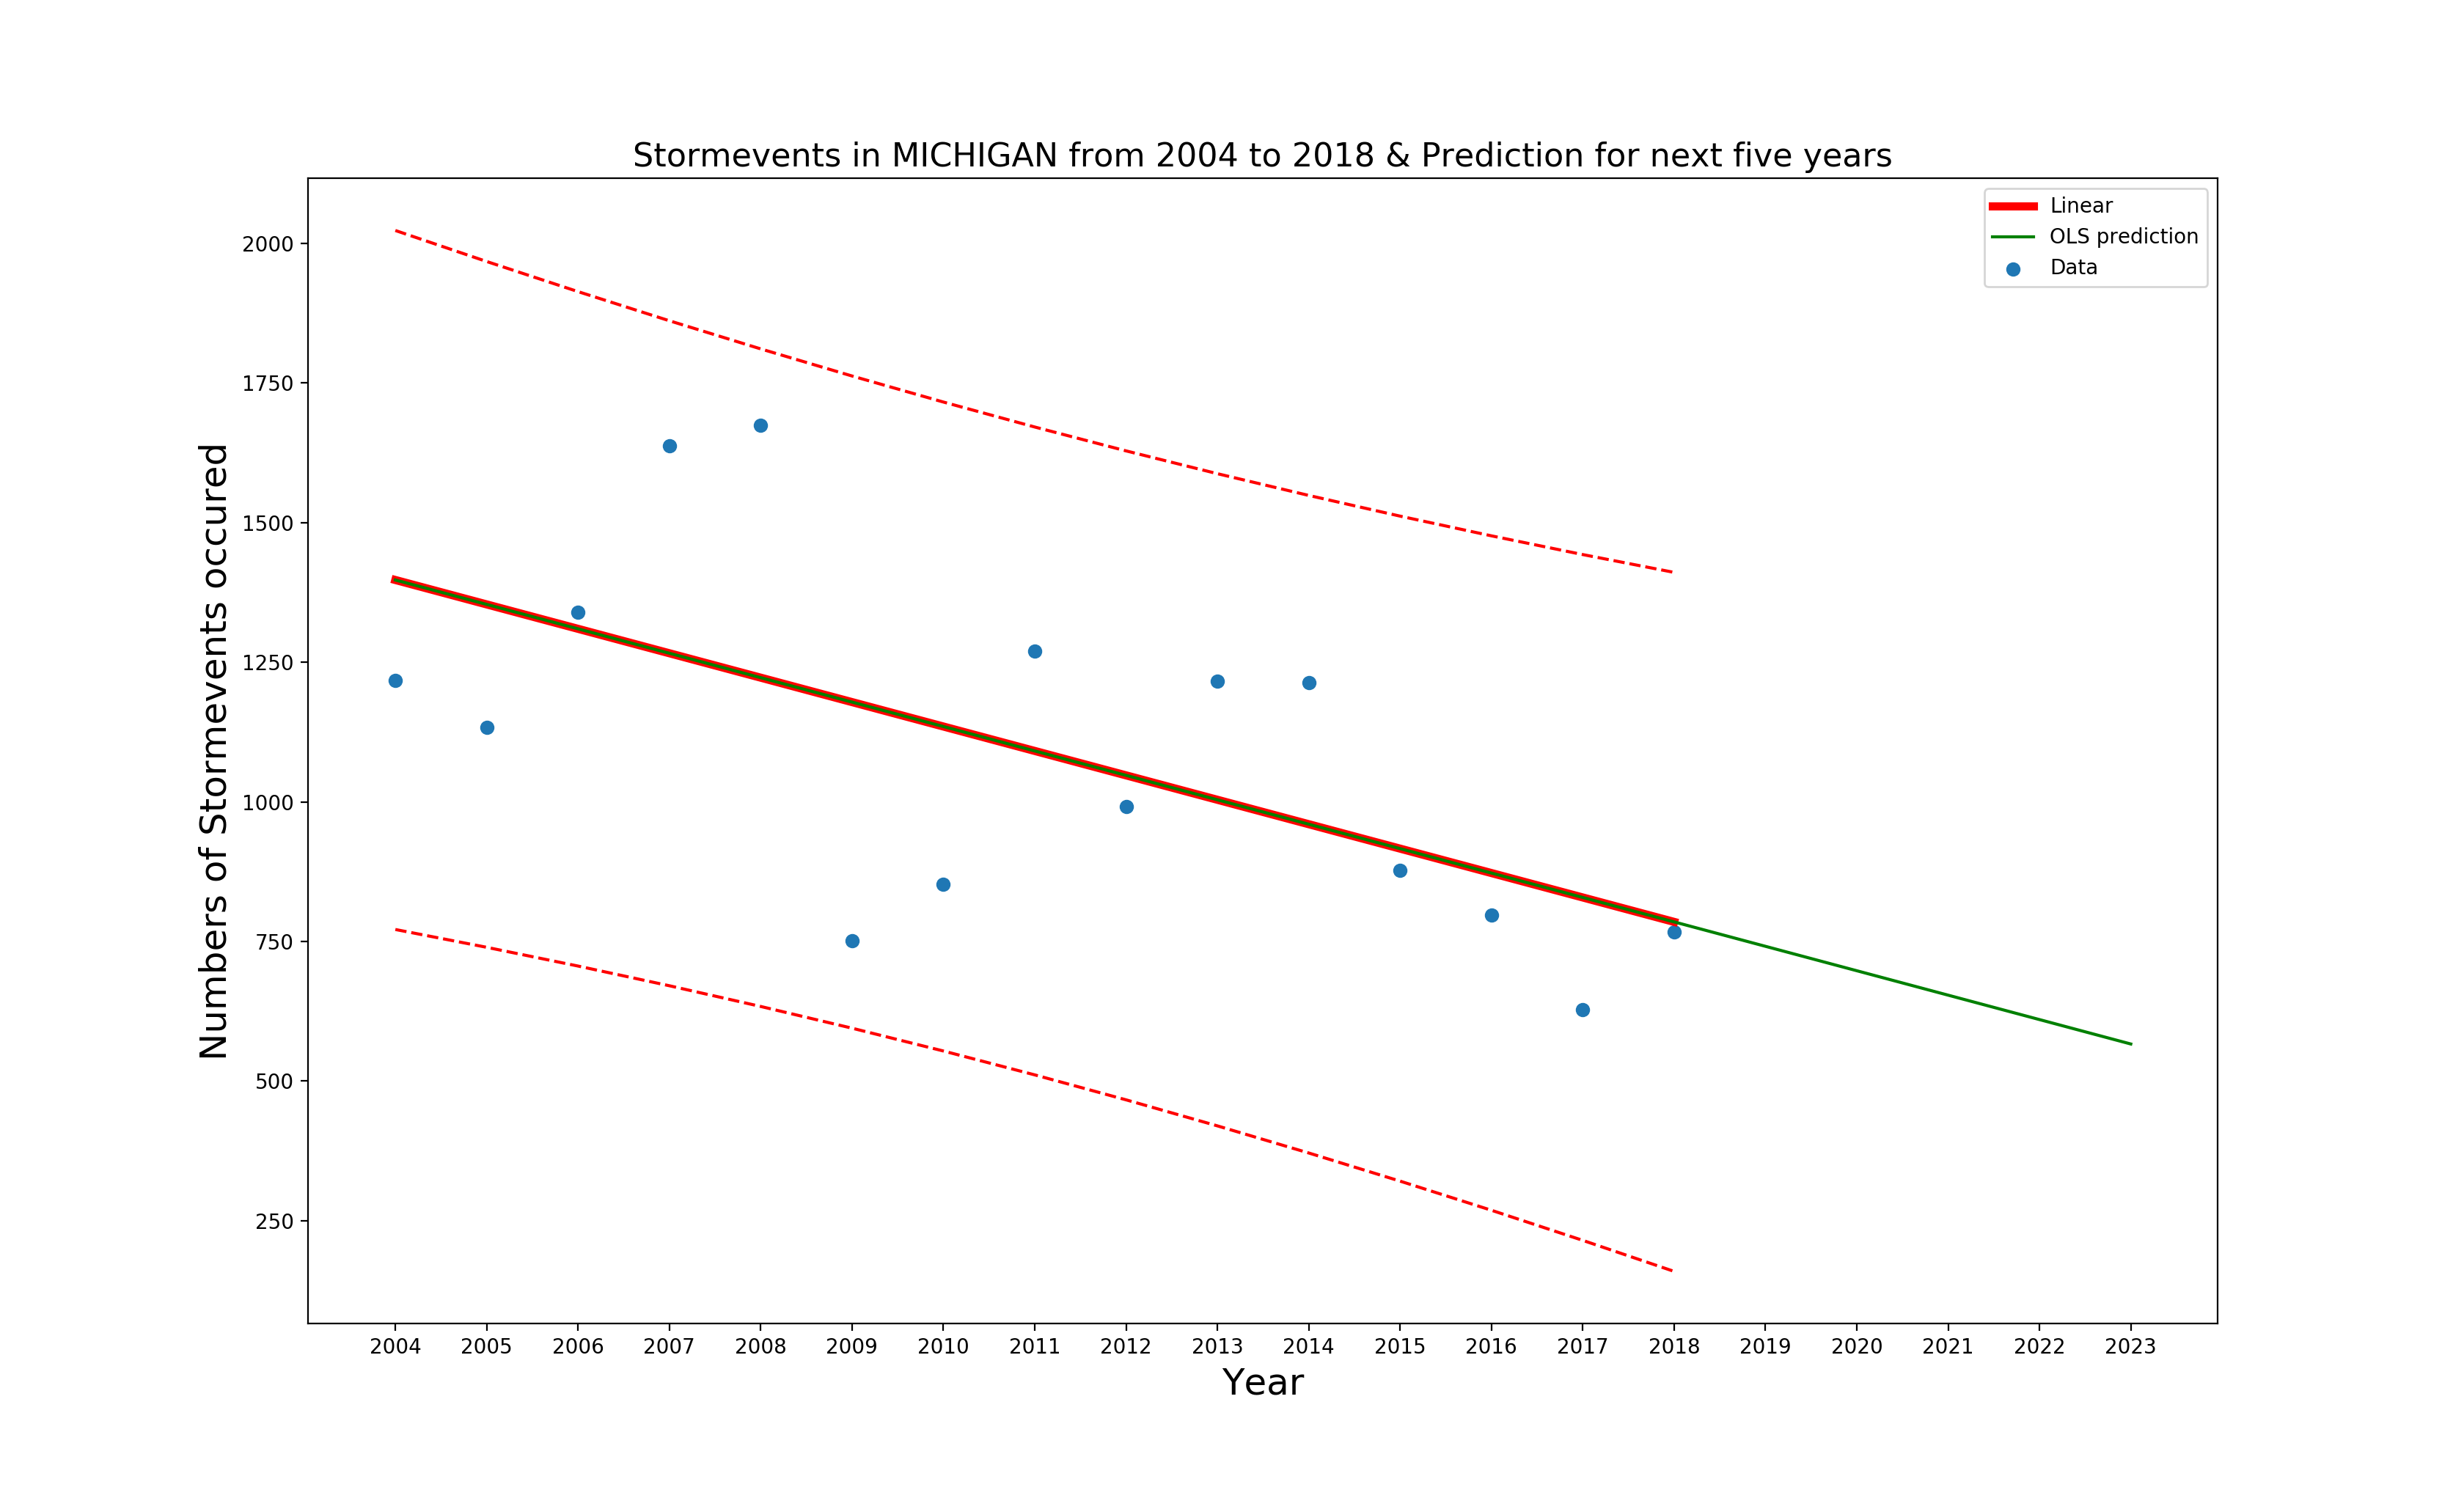 Stormevents in MICHIGAN from 2004 to 2018 & Prediction for next five years
Linear
OLS prediction
Data
2000
1750
1500
1250
1000
750
500
250
Numbers of Stormevents occured
2004 2005 2006 2007 2008 2009 2010 2011 2012 2013 2014 2015 2016 2017 2018 2019 2020 2021 2022 2023
Year